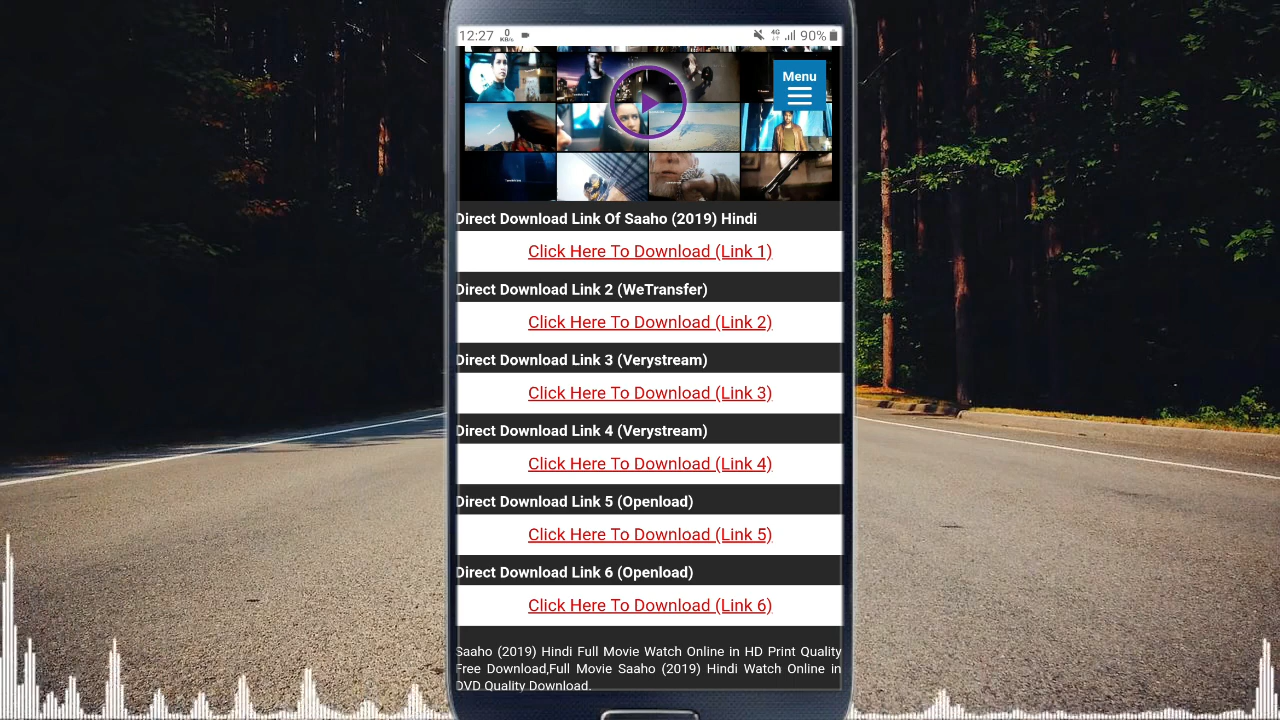 12:27 0 KB/s 4G 90%
Menu
Direct Download Link Of Saaho (2019) Hindi
Click Here To Download (Link 1)
Direct Download Link 2 (WeTransfer)
Click Here To Download (Link 2)
Direct Download Link 3 (Verystream)
Click Here To Download (Link 3)
Direct Download Link 4 (Verystream)
Click Here To Download (Link 4)
Direct Download Link 5 (Openload)
Click Here To Download (Link 5)
Direct Download Link 6 (Openload)
Click Here To Download (Link 6)
Saaho (2019) Hindi Full Movie Watch Online in HD Print Quality
Free Download,Full Movie Saaho (2019) Hindi Watch Online in
DVD Quality Download.